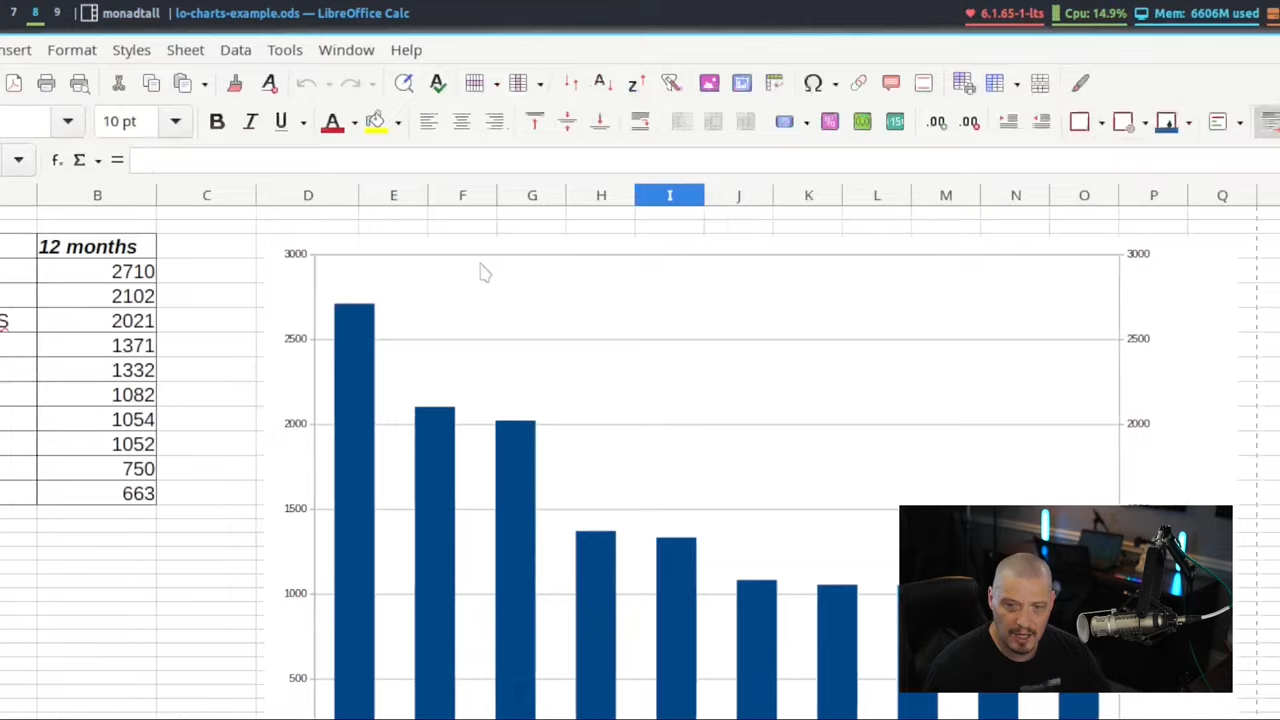 7 8 9 monadtall lo-charts-example.ods — LibreOffice Calc 6.1.65-1-lts Cpu: 14.9% Mem: 6606M used
nsert Format Styles Sheet Data Tools Window Help
10 pt
B C D E F G H I J K L M N O P Q
12 months
2710
2102
S 2021
1371
1332
1082
1054
1052
750
663
3000 3000
2500 2500
2000 2000
1500
1000
500